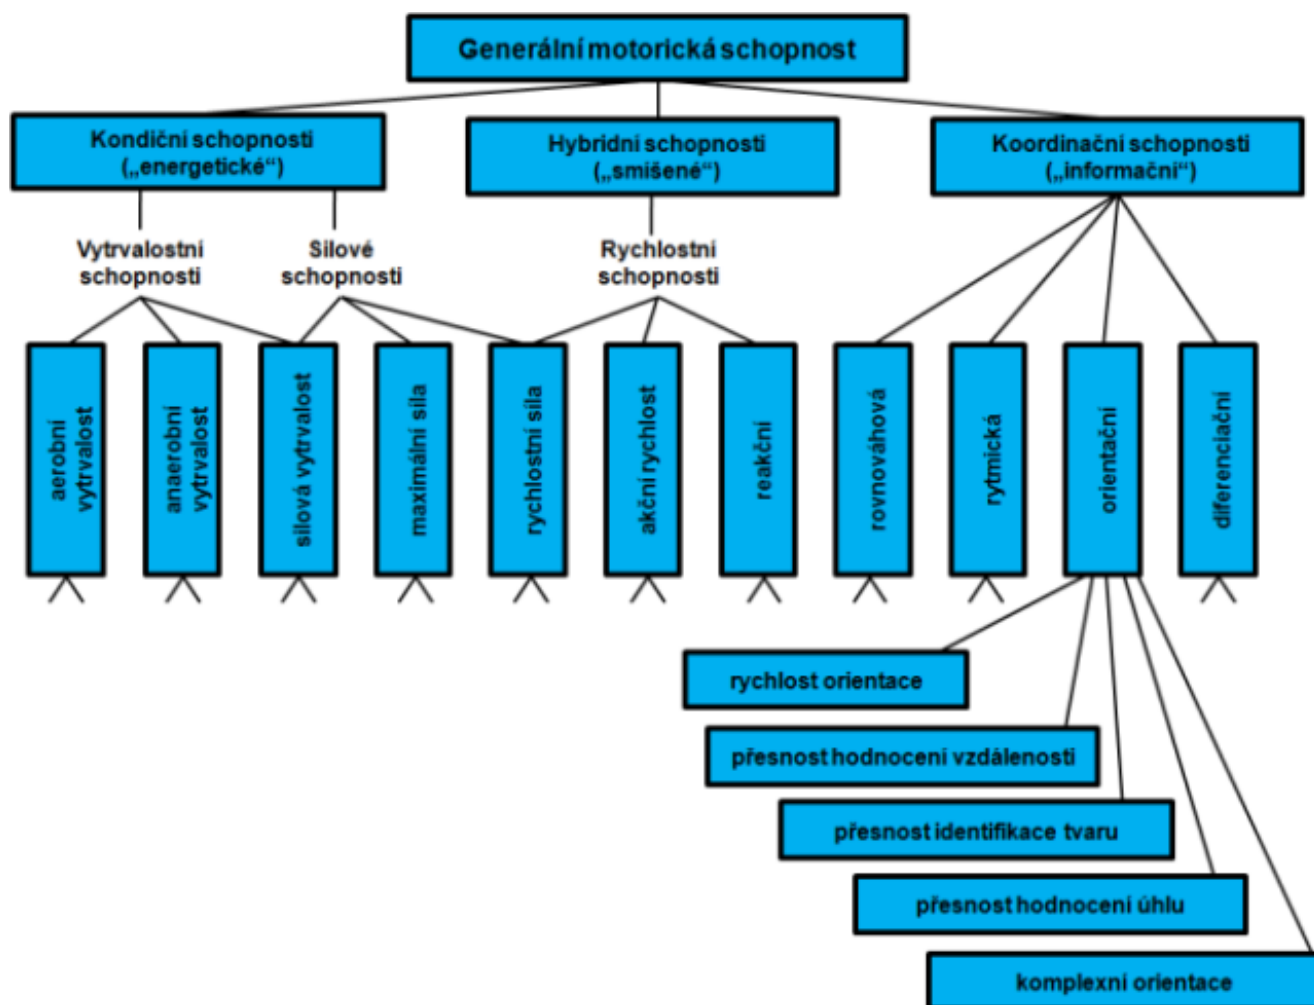 Generální motorická schopnost
Kondiční schopnosti
(„energetické“)
Hybridní schopnosti
(„smíšené“)
Koordinační schopnosti
(„informační“)
Vytrvalostní
schopnosti
Silové
schopnosti
Rychlostní
schopnosti
aerobní
vytrvalost
anaerobní
vytrvalost
silová vytrvalost
maximální síla
rychlostní síla
akční rychlost
reakční
rovnováhová
rytmická
orientační
diferenciační
rychlost orientace
přesnost hodnocení vzdálenosti
přesnost identifikace tvaru
přesnost hodnocení úhlu
komplexní orientace